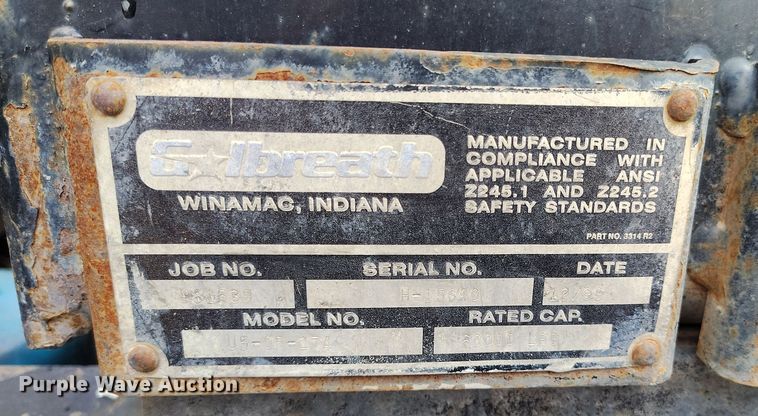 Galbreath
WINAMAC, INDIANA
MANUFACTURED IN
COMPLIANCE WITH
APPLICABLE ANSI
Z245.1 AND Z245.2
SAFETY STANDARDS
PART NO. 3314 R2
JOB NO. SERIAL NO. DATE
MODEL NO. RATED CAP.
Purple Wave Auction